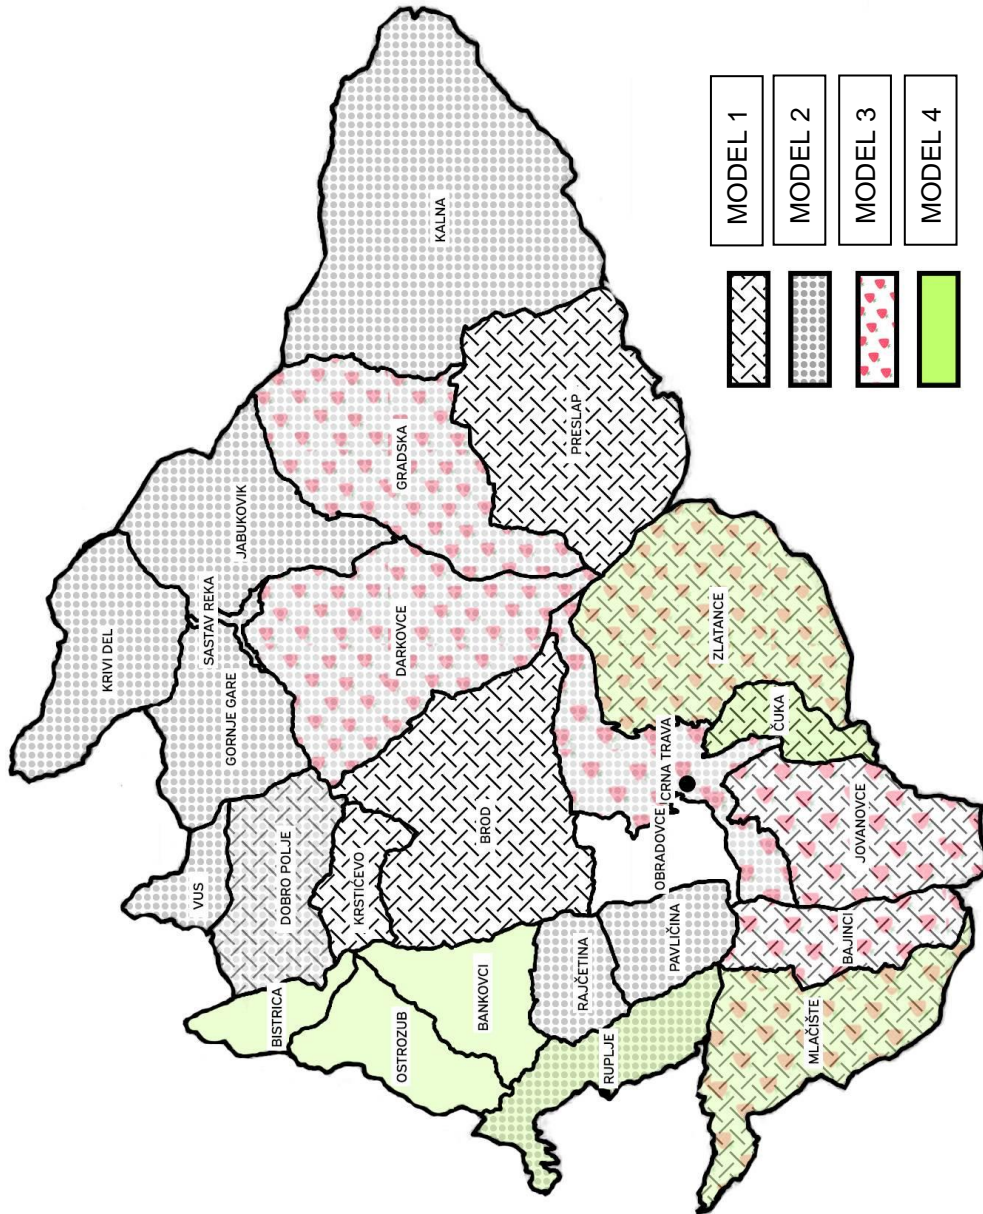 KRIVI DEL
VUS
GORNJE GARE
SASTAV REKA
JABUKOVIK
BISTRICA
DOBRO POLJE
KRSTIĆEVO
OSTROZUB
DARKOVCE
GRADSKA
KALNA
BANKOVCI
BROD
PRESLAP
RAJČETINA
RUPLJE
PAVLIČINA
OBRADOVCE
CRNA TRAVA
ZLATANCE
ČUKA
MLAČIŠTE
BAJINCI
JOVANOVCE
MODEL 1
MODEL 2
MODEL 3
MODEL 4